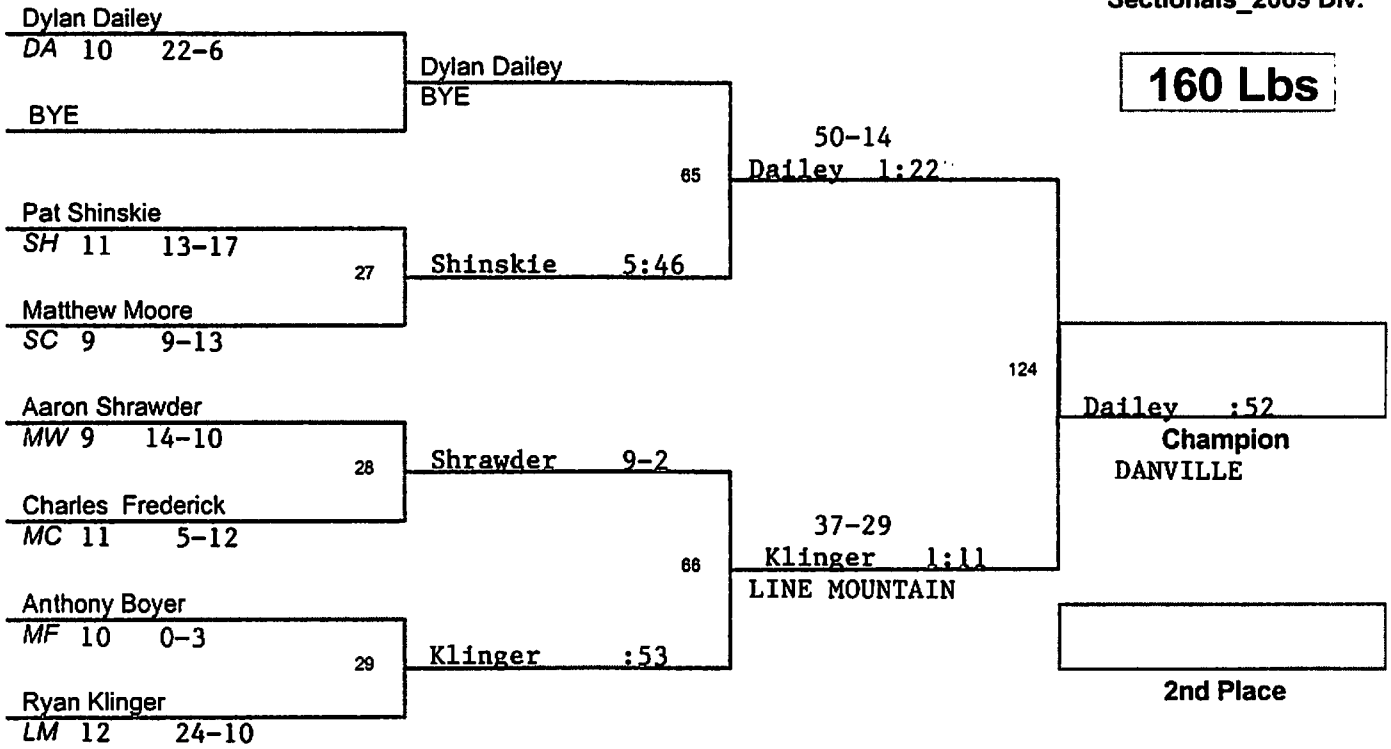 Sectionals_2009 Div.
160 Lbs
Dylan Dailey
DA 10 22-6
BYE
Dylan Dailey
BYE
Pat Shinskie
SH 11 13-17
27
Matthew Moore
SC 9 9-13
Shinskie 5:46
65
50-14
Dailey 1:22
Aaron Shrawder
MW 9 14-10
28
Charles Frederick
MC 11 5-12
Shrawder 9-2
Anthony Boyer
MF 10 0-3
29
Ryan Klinger
LM 12 24-10
Klinger :53
66
37-29
Klinger 1:11
LINE MOUNTAIN
124
Dailey :52
Champion
DANVILLE
2nd Place